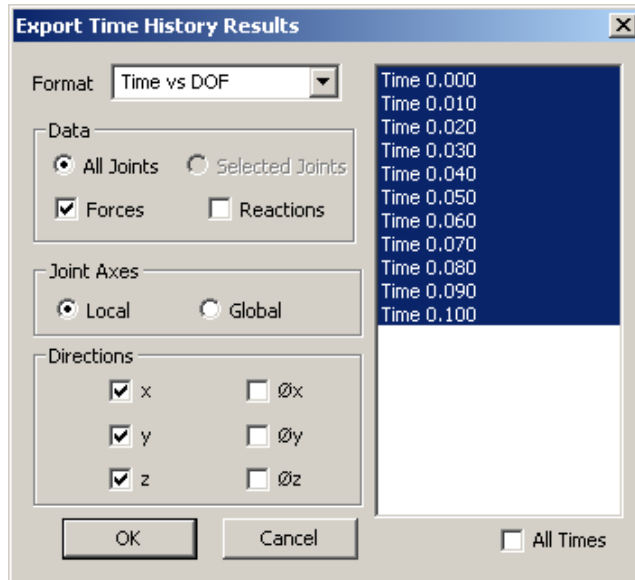 Export Time History Results
Format Time vs DOF
Data
All Joints Selected Joints
Forces Reactions
Joint Axes
Local Global
Directions
x Øx
y Øy
z Øz
OK Cancel
Time 0.000
Time 0.010
Time 0.020
Time 0.030
Time 0.040
Time 0.050
Time 0.060
Time 0.070
Time 0.080
Time 0.090
Time 0.100
All Times